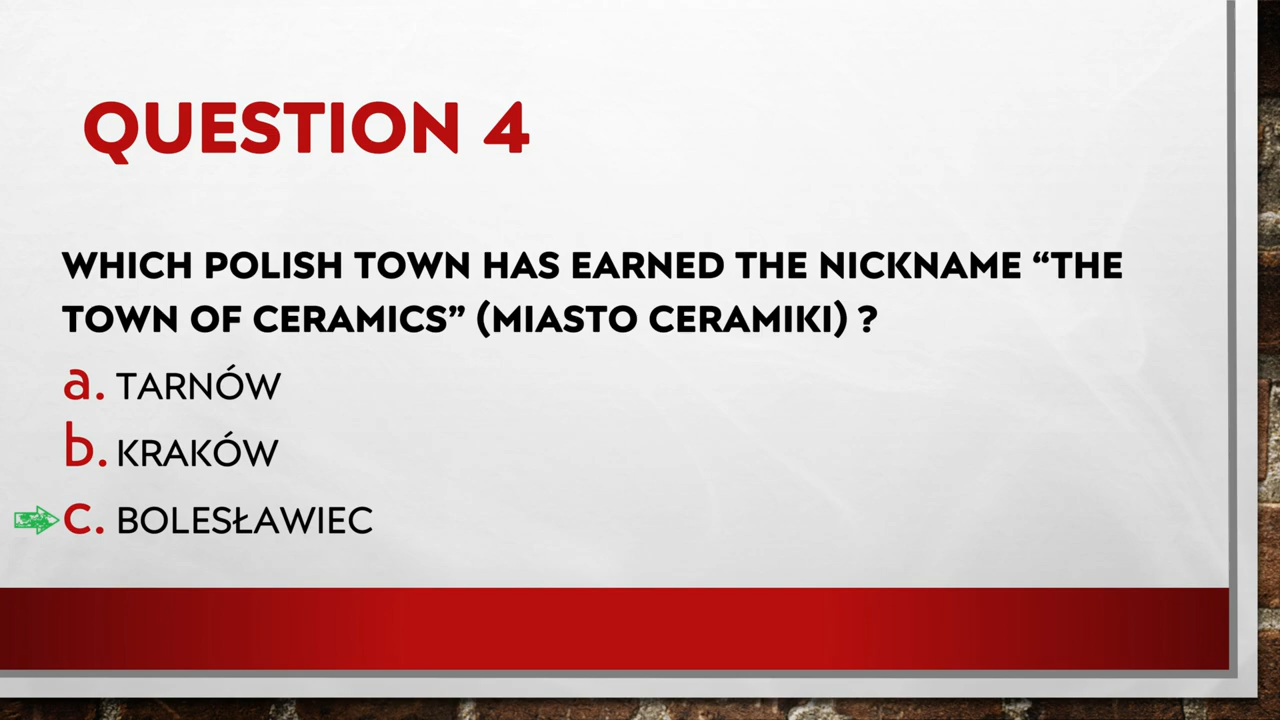 QUESTION 4
WHICH POLISH TOWN HAS EARNED THE NICKNAME “THE
TOWN OF CERAMICS” (MIASTO CERAMIKI) ?
a. TARNÓW
b. KRAKÓW
c. BOLESŁAWIEC